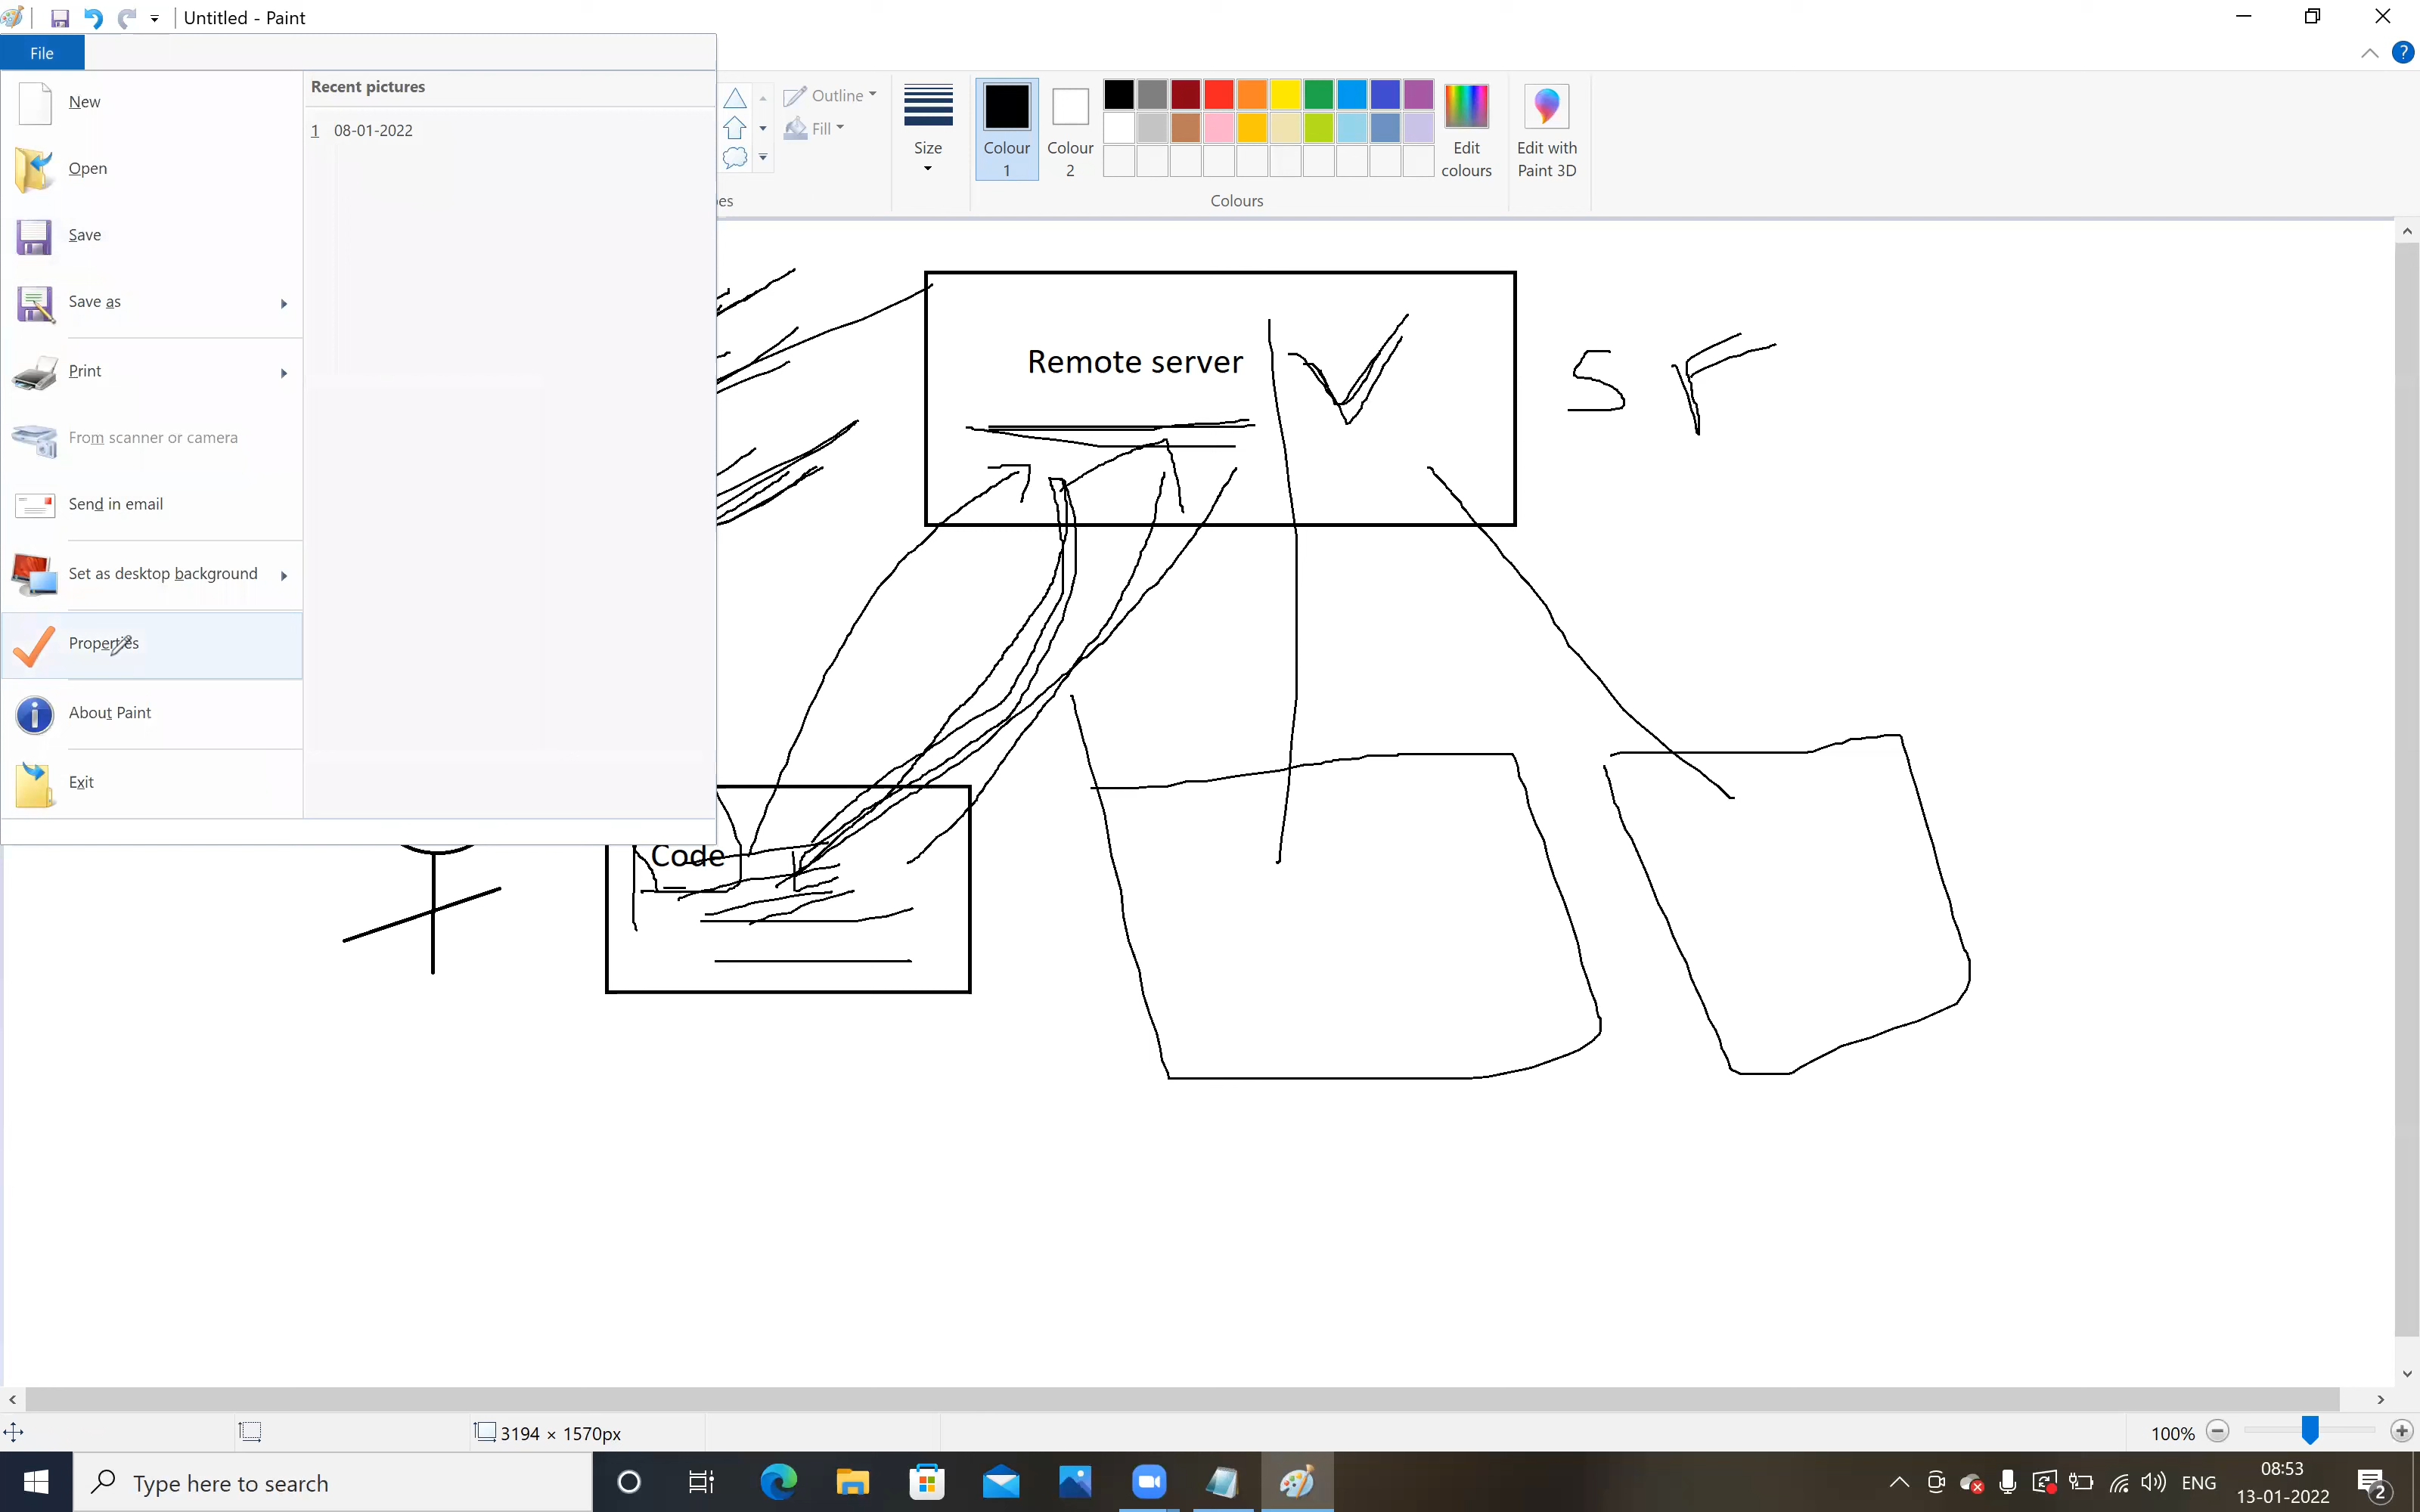 Untitled - Paint
File
Recent pictures
1 08-01-2022
New
Open
Save
Save as
Print
From scanner or camera
Send in email
Set as desktop background
Properties
About Paint
Exit
es
Outline
Fill
Size
Colour
1
Colour
2
Edit
colours
Edit with
Paint 3D
Colours
?
Remote server
S r
Code
3194 × 1570px
100%
Type here to search
ENG
08:53
13-01-2022
2